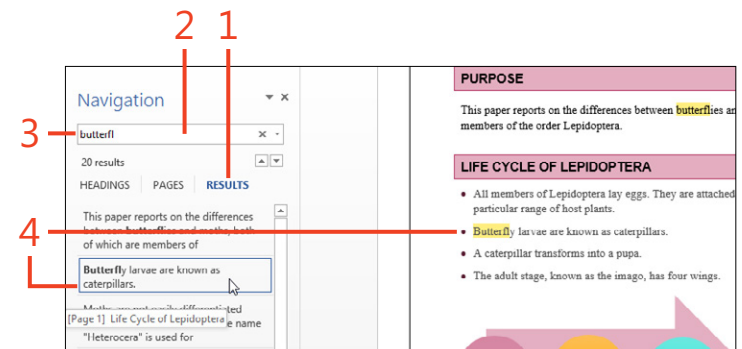 2 1
Navigation
3
butterfl
20 results
HEADINGS PAGES RESULTS
This paper reports on the differences
between butterflies and moths, both
of which are members of
4
Butterfly larvae are known as
caterpillars.
Moths are not easily differentiated
[Page 1] Life Cycle of Lepidoptera
e name
"Heterocera" is used for
PURPOSE
This paper reports on the differences between butterflies an
members of the order Lepidoptera.
LIFE CYCLE OF LEPIDOPTERA
• All members of Lepidoptera lay eggs. They are attached
particular range of host plants.
• Butterfly larvae are known as caterpillars.
• A caterpillar transforms into a pupa.
• The adult stage, known as the imago, has four wings.